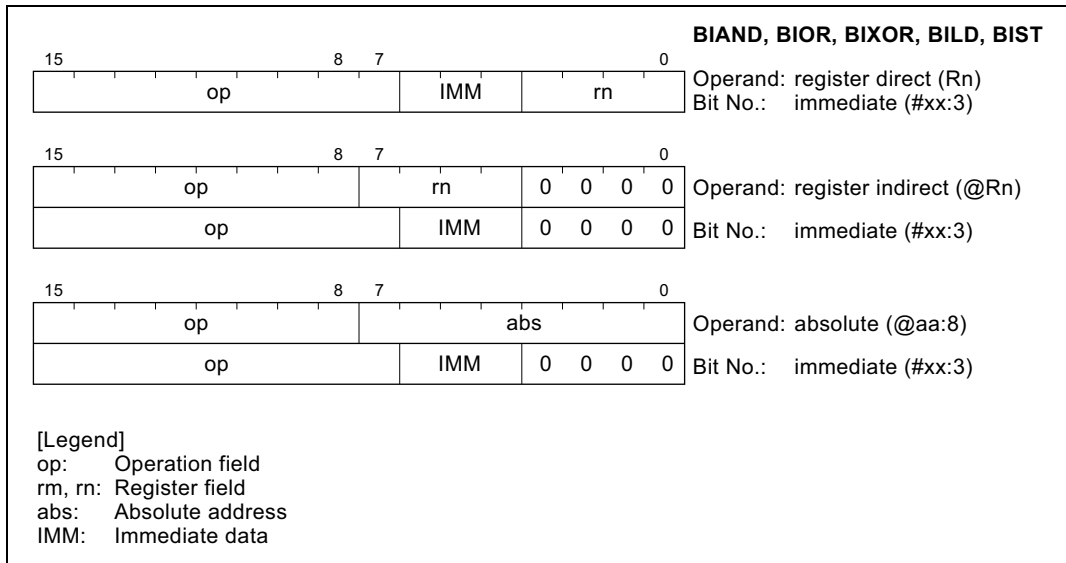 BIAND, BIOR, BIXOR, BILD, BIST
15 8 7 0
op IMM rn Operand: register direct (Rn)
Bit No.: immediate (#xx:3)
15 8 7 0
op rn 0 0 0 0 Operand: register indirect (@Rn)
op IMM 0 0 0 0 Bit No.: immediate (#xx:3)
15 8 7 0
op abs Operand: absolute (@aa:8)
op IMM 0 0 0 0 Bit No.: immediate (#xx:3)
[Legend]
op: Operation field
rm, rn: Register field
abs: Absolute address
IMM: Immediate data